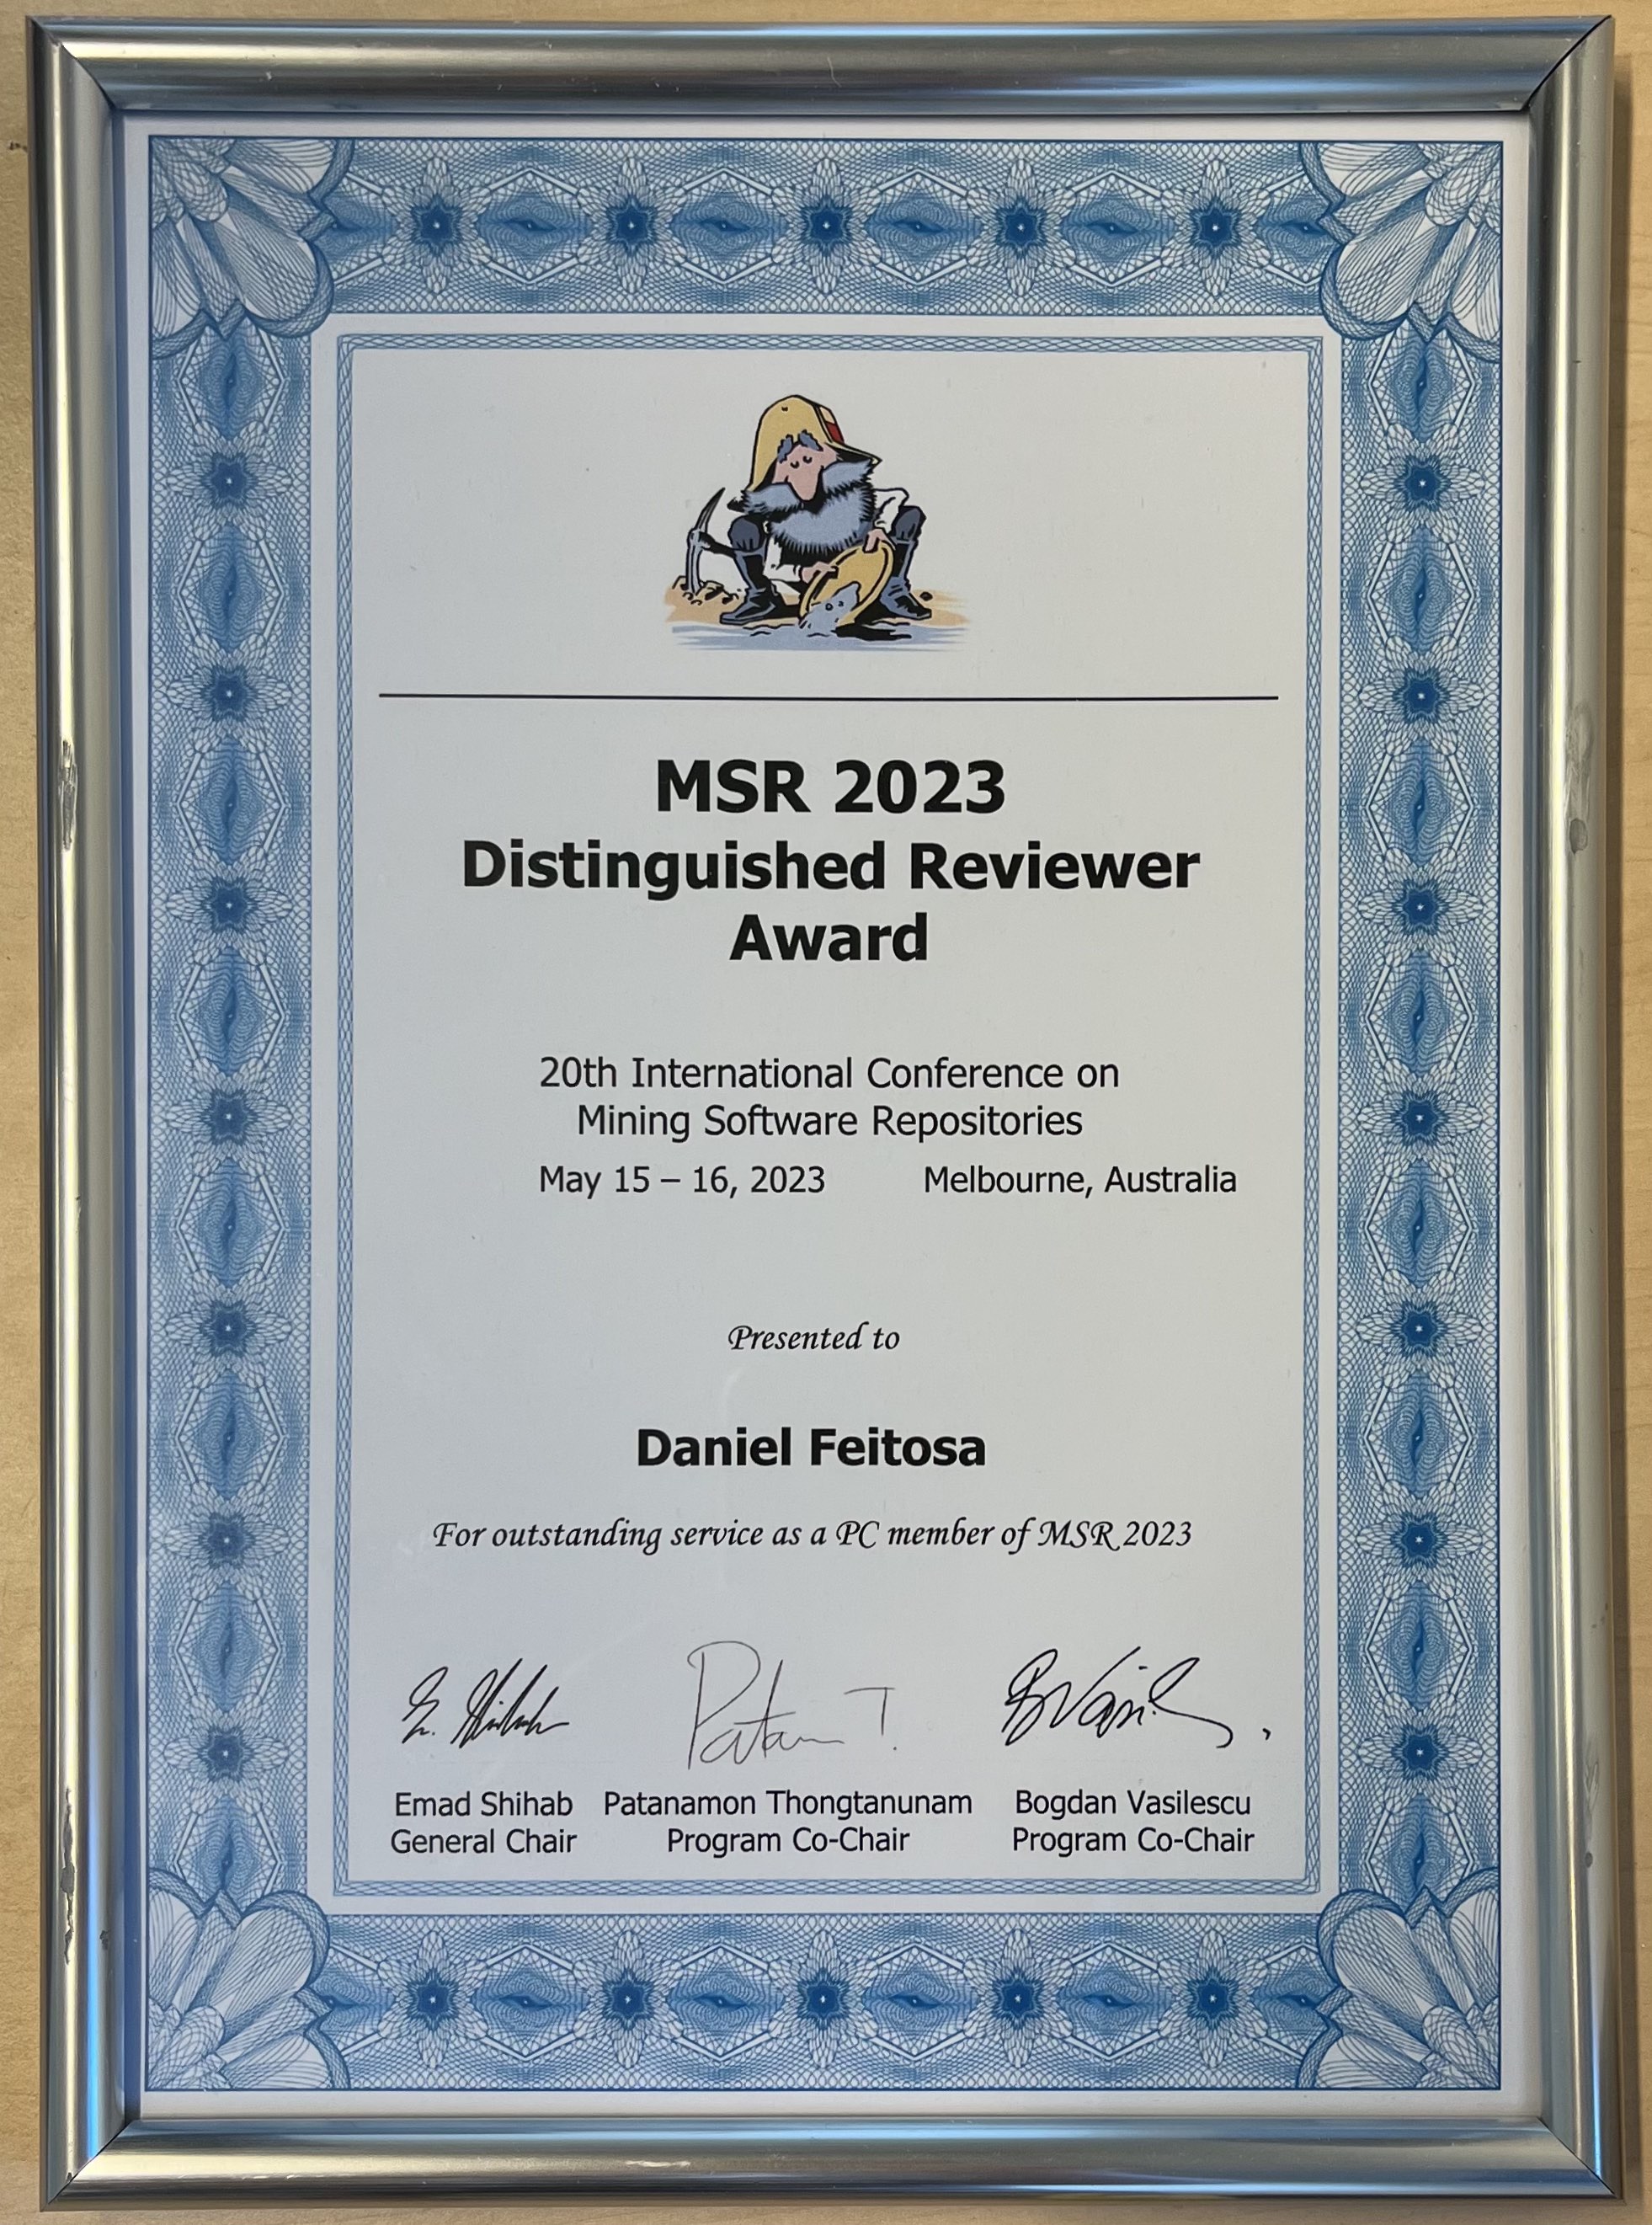 MSR 2023
Distinguished Reviewer
Award
20th International Conference on
Mining Software Repositories
May 15 – 16, 2023 Melbourne, Australia
Presented to
Daniel Feitosa
For outstanding service as a PC member of MSR 2023
E. Shihab Patanamon T. BVasilescu
Emad Shihab Patanamon Thongtanunam Bogdan Vasilescu
General Chair Program Co-Chair Program Co-Chair